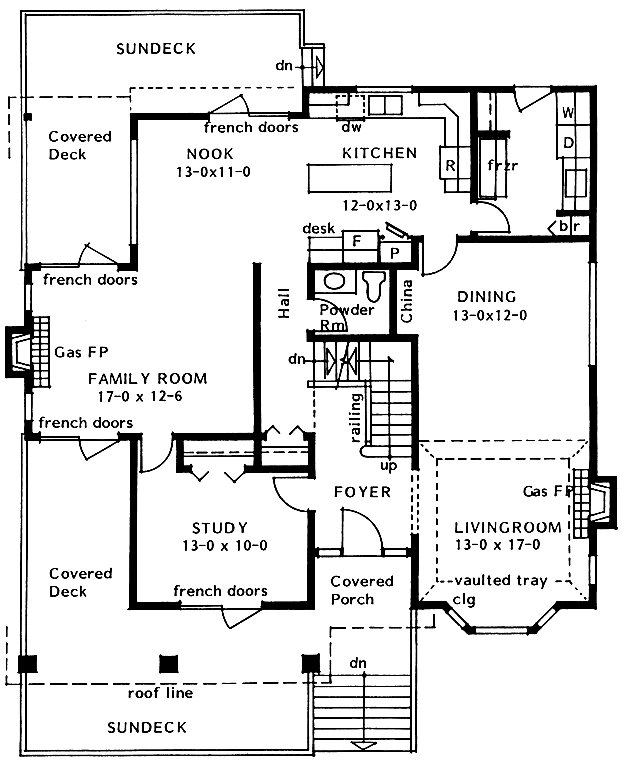 SUNDECK
dn
Covered
Deck
french doors
dw
W
D
NOOK
13-0x11-0
KITCHEN
R
frzr
12-0x13-0
desk
F
P
b r
french doors
Hall
Powder
Rm
China
DINING
13-0x12-0
Gas FP
dn
FAMILY ROOM
17-0 x 12-6
railing
french doors
up
FOYER
Gas FP
STUDY
13-0 x 10-0
LIVINGROOM
13-0 x 17-0
Covered
Deck
french doors
Covered
Porch
vaulted tray
clg
dn
roof line
SUNDECK